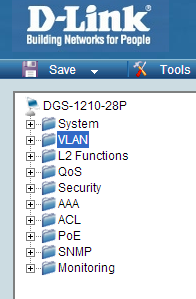 D-Link
Building Networks for People
Save
Tools
DGS-1210-28P
System
VLAN
L2 Functions
QoS
Security
AAA
ACL
PoE
SNMP
Monitoring